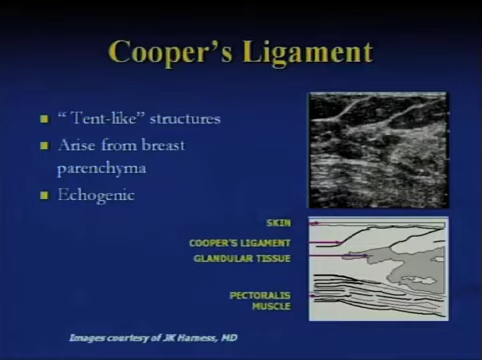 Cooper's Ligament
" Tent-like" structures
Arise from breast
parenchyma
Echogenic
SKIN
COOPER'S LIGAMENT
GLANDULAR TISSUE
PECTORALIS
MUSCLE
Images courtesy of JK Harness, MD